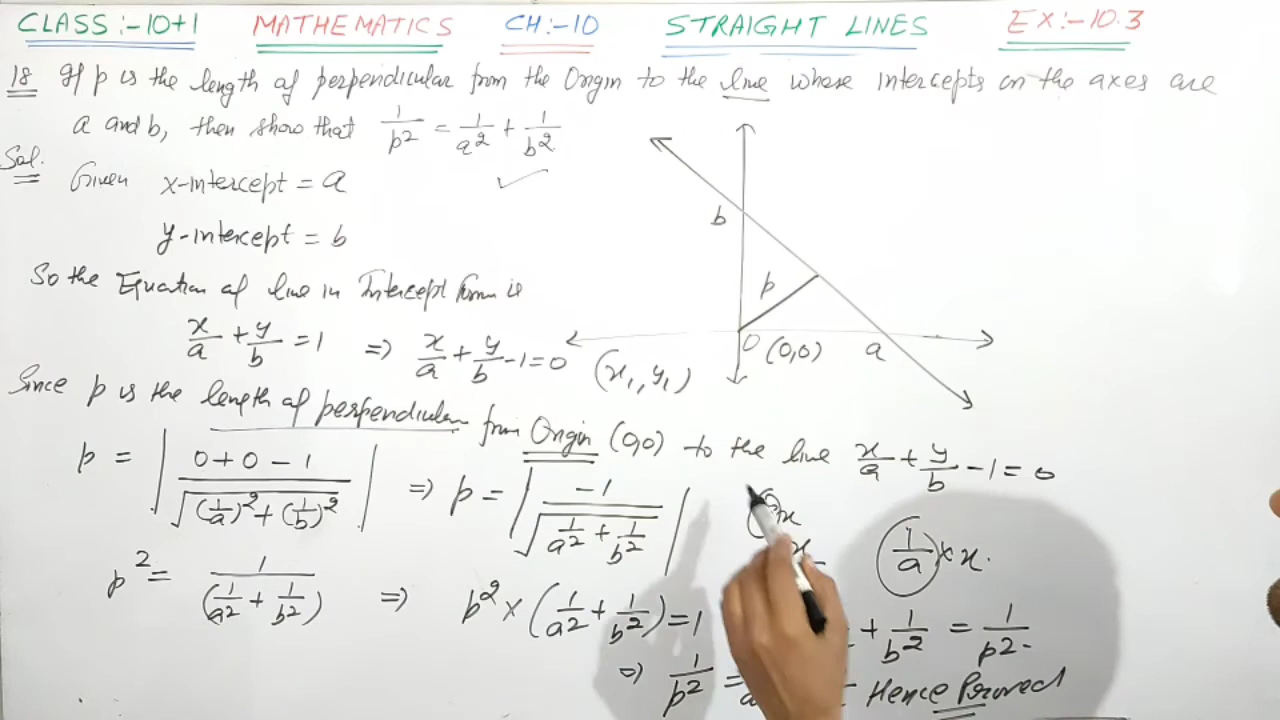 CLASS:-10+1 MATHEMATICS CH:-10 STRAIGHT LINES EX:-10.3
18 If p is the length of perpendicular from the Origin to the line whose intercepts on the axes are
a and b, then show that 1/p² = 1/a² + 1/b²
Sol. Given x-intercept = a
y-intercept = b
So the Equation of line in Intercept form is
x/a + y/b = 1 => x/a + y/b - 1 = 0
b
p
O (0,0) a
(x₁, y₁)
Since p is the length of perpendicular from Origin (0,0) to the line x/a + y/b - 1 = 0
p = | (0+0-1)/√((1/a)² + (1/b)²) | => p = | -1/√(1/a² + 1/b²) |
x
x
(1/a) × x.
p² = 1/(1/a² + 1/b²) => p² × (1/a² + 1/b²) = 1
+ 1/b² = 1/p².
=> 1/p² = Hence Proved